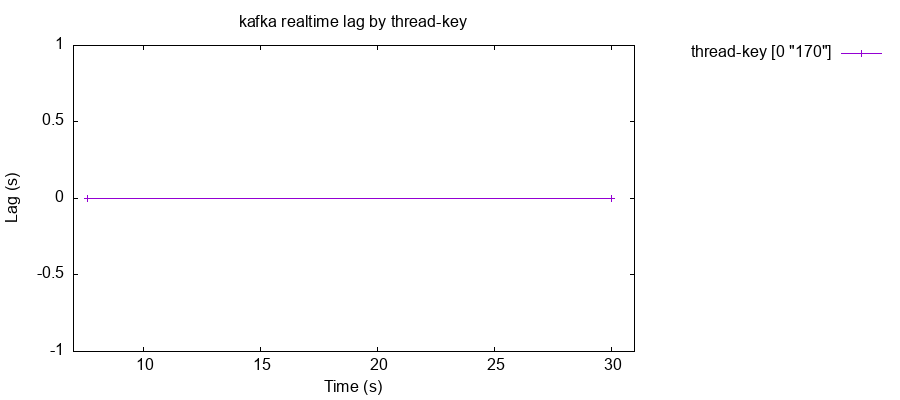 kafka realtime lag by thread-key
thread-key [0 "170"]
1
0.5
0
-0.5
-1
Lag (s)
10 15 20 25 30
Time (s)